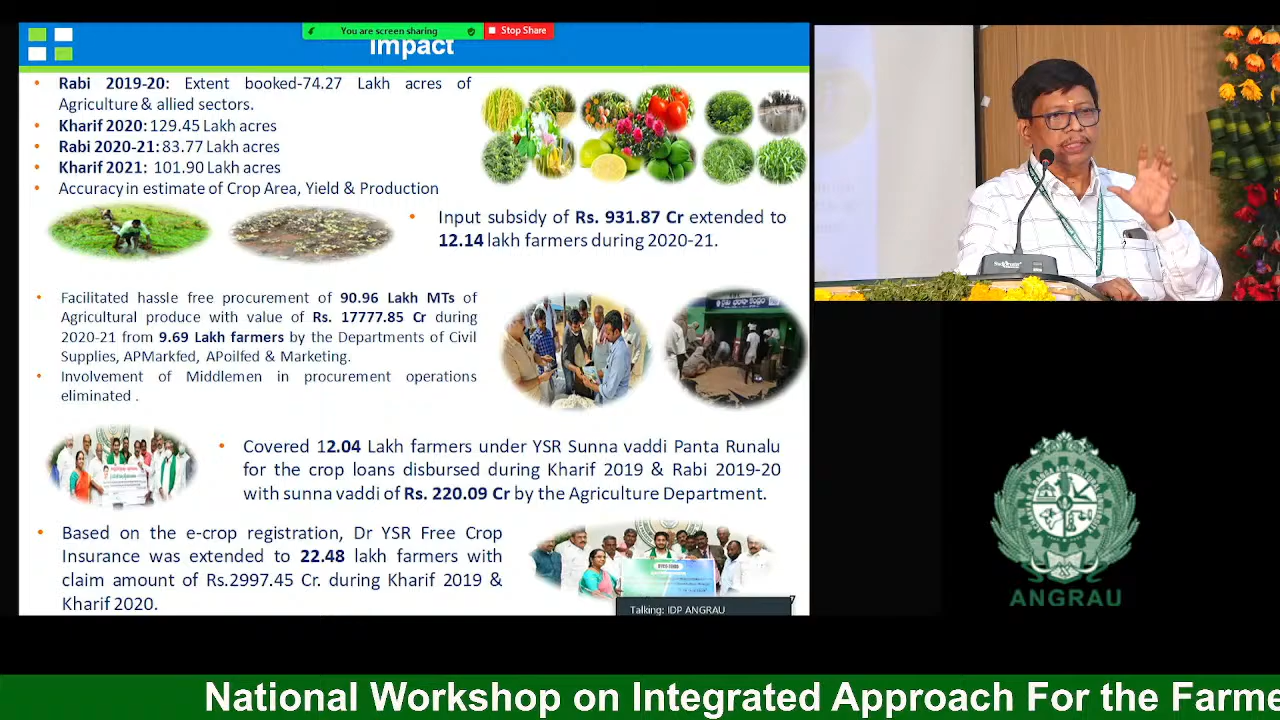 You are screen sharing
Stop Share
Impact
• Rabi 2019-20: Extent booked-74.27 Lakh acres of
Agriculture & allied sectors.
• Kharif 2020: 129.45 Lakh acres
• Rabi 2020-21: 83.77 Lakh acres
• Kharif 2021: 101.90 Lakh acres
• Accuracy in estimate of Crop Area, Yield & Production
• Input subsidy of Rs. 931.87 Cr extended to
12.14 lakh farmers during 2020-21.
• Facilitated hassle free procurement of 90.96 Lakh MTs of
Agricultural produce with value of Rs. 17777.85 Cr during
2020-21 from 9.69 Lakh farmers by the Departments of Civil
Supplies, APMarkfed, APoilfed & Marketing.
• Involvement of Middlemen in procurement operations
eliminated .
• Covered 12.04 Lakh farmers under YSR Sunna vaddi Panta Runalu
for the crop loans disbursed during Kharif 2019 & Rabi 2019-20
with sunna vaddi of Rs. 220.09 Cr by the Agriculture Department.
• Based on the e-crop registration, Dr YSR Free Crop
Insurance was extended to 22.48 lakh farmers with
claim amount of Rs.2997.45 Cr. during Kharif 2019 &
Kharif 2020.
Talking: IDP ANGRAU
ANGRAU
National Workshop on Integrated Approach For the Farme